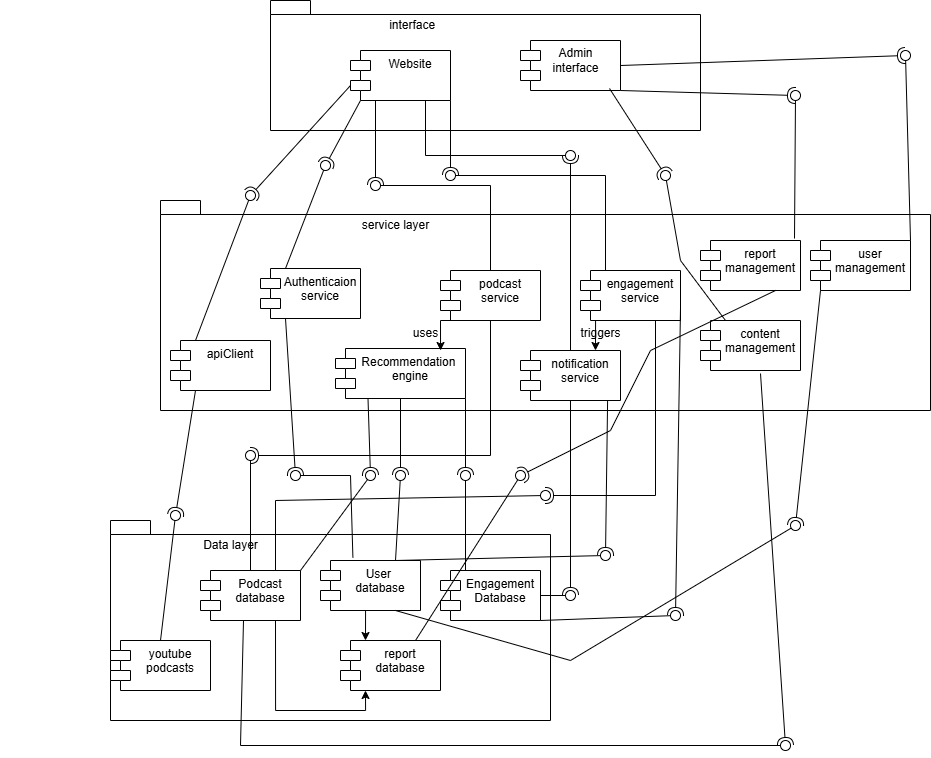 interface
Website
Admin
interface
service layer
report
management
user
management
Authenticaion
service
podcast
service
engagement
service
uses
triggers
content
management
apiClient
Recommendation
engine
notification
service
Data layer
Podcast
database
User
database
Engagement
Database
youtube
podcasts
report
database